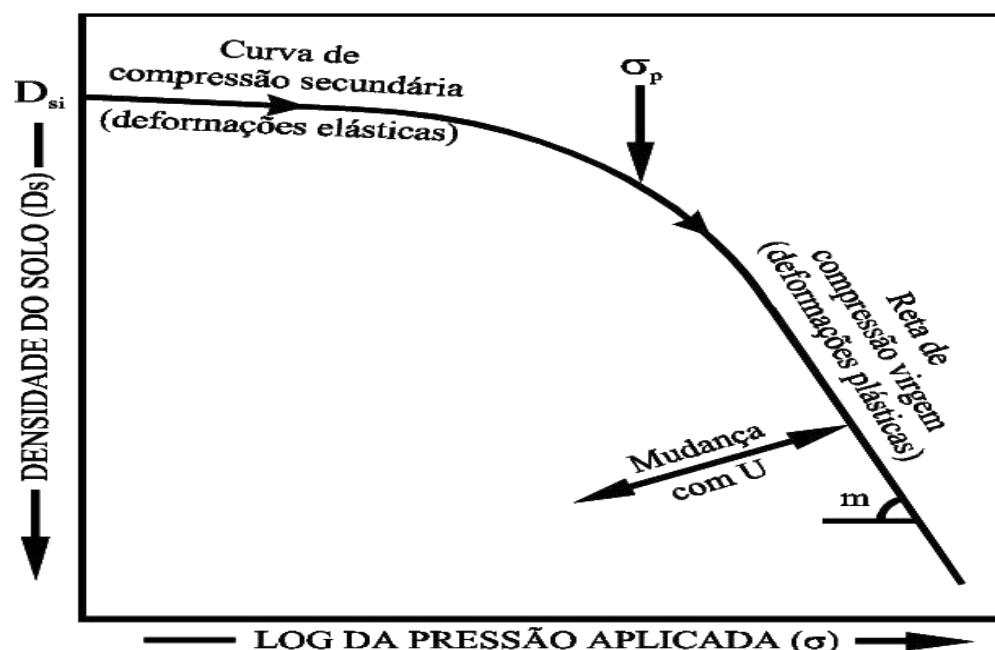 Curva de
compressão secundária
(deformações elásticas)
σp
Dsi
DENSIDADE DO SOLO (Ds)
Reta de
compressão virgem
(deformações plásticas)
Mudança
com U
m
LOG DA PRESSÃO APLICADA (σ)